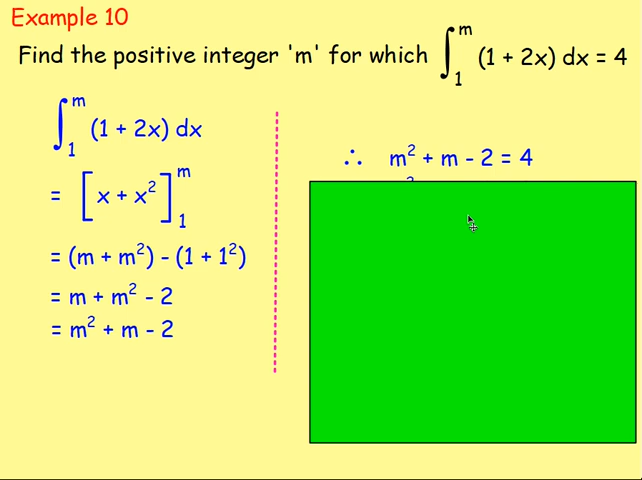 Example 10
Find the positive integer 'm' for which ∫₁ᵐ (1 + 2x) dx = 4
∫₁ᵐ (1 + 2x) dx
= [x + x²]₁ᵐ
= (m + m²) - (1 + 1²)
= m + m² - 2
= m² + m - 2
∴ m² + m - 2 = 4